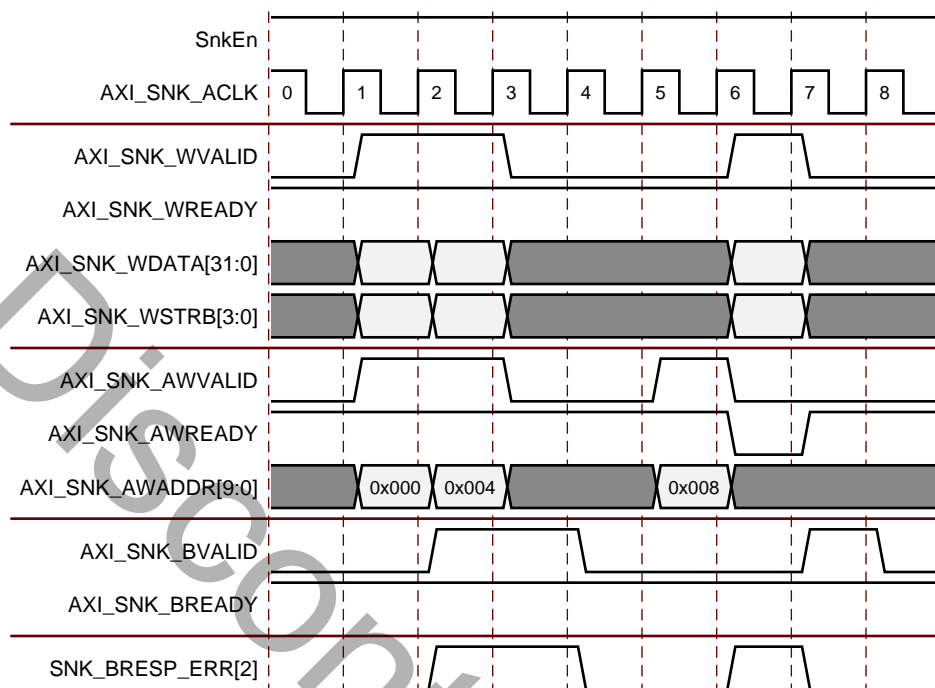 SnkEn
AXI_SNK_ACLK 0 1 2 3 4 5 6 7 8
AXI_SNK_WVALID
AXI_SNK_WREADY
AXI_SNK_WDATA[31:0]
AXI_SNK_WSTRB[3:0]
AXI_SNK_AWVALID
AXI_SNK_AWREADY
AXI_SNK_AWADDR[9:0] 0x000 0x004 0x008
AXI_SNK_BVALID
AXI_SNK_BREADY
SNK_BRESP_ERR[2]